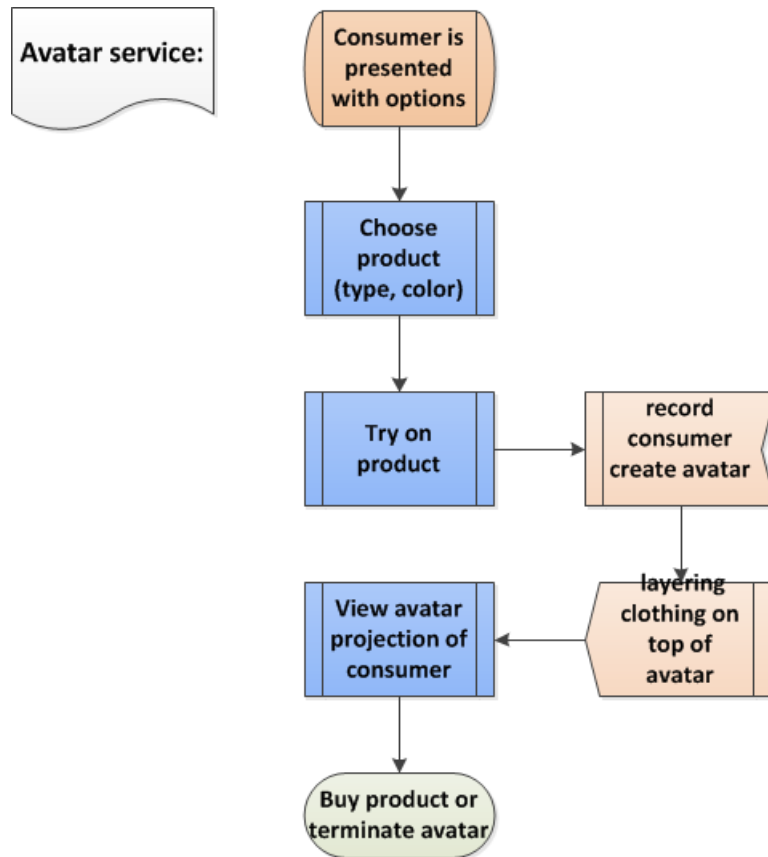 Avatar service:
Consumer is
presented
with options
Choose
product
(type, color)
Try on
product
record
consumer
create avatar
layering
clothing on
top of
avatar
View avatar
projection of
consumer
Buy product or
terminate avatar